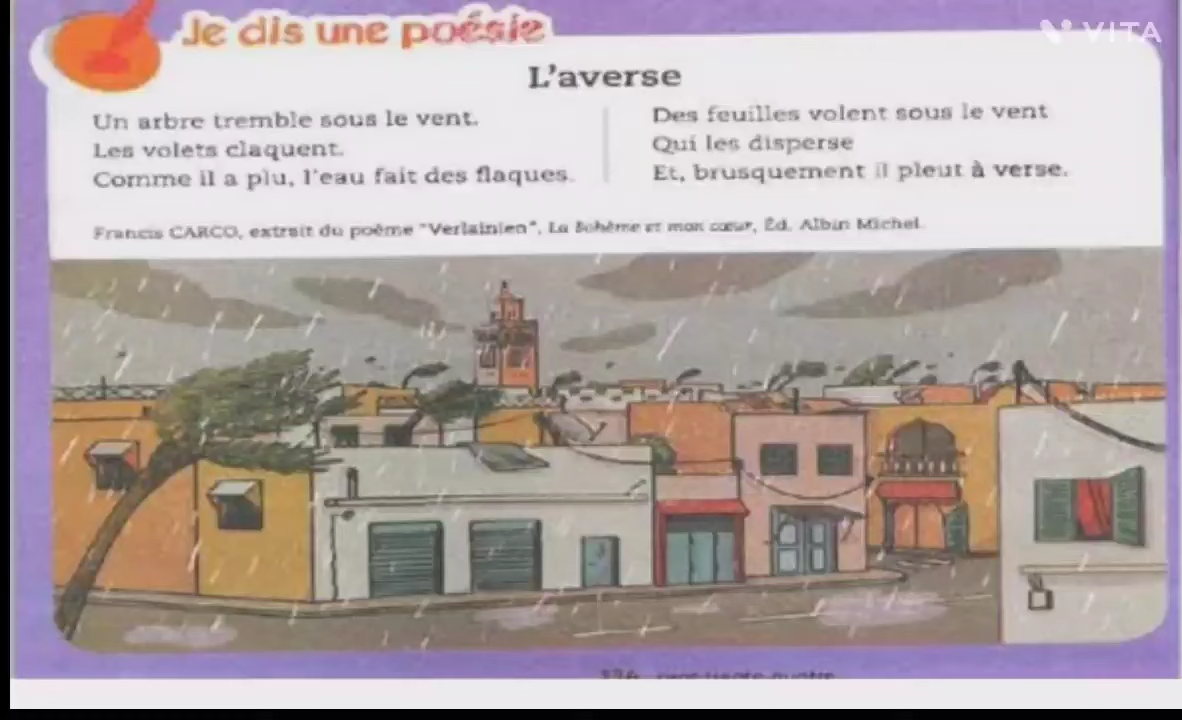 Je dis une poésie
VITA
L'averse
Un arbre tremble sous le vent.
Les volets claquent.
Comme il a plu, l'eau fait des flaques.
Des feuilles volent sous le vent
Qui les disperse
Et, brusquement il pleut à verse.
Francis CARCO, extrait du poème "Verlainien", La Bohème et mon cœur, Éd. Albin Michel.